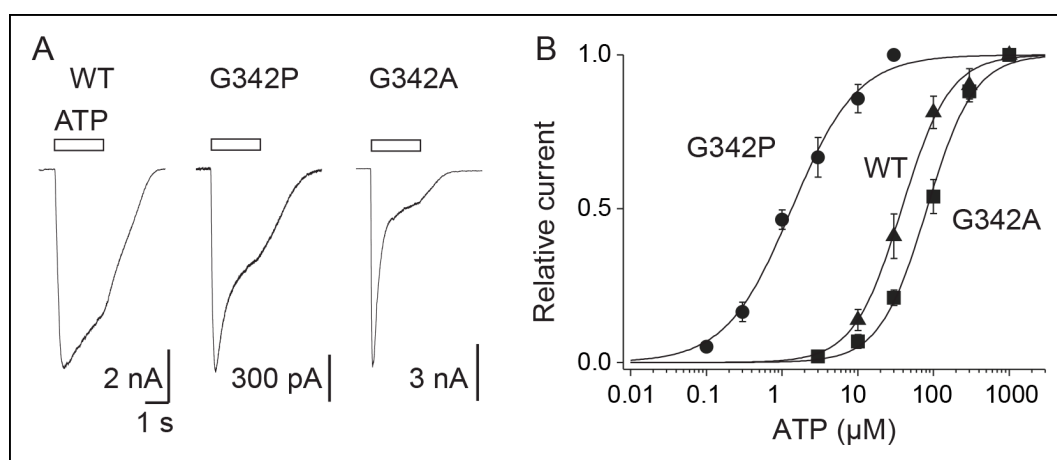 A
WT
G342P
G342A
ATP
2 nA
300 pA
3 nA
1 s
B
1.0
0.5
0.0
Relative current
G342P
WT
G342A
0.01
0.1
1
10
100
1000
ATP (µM)